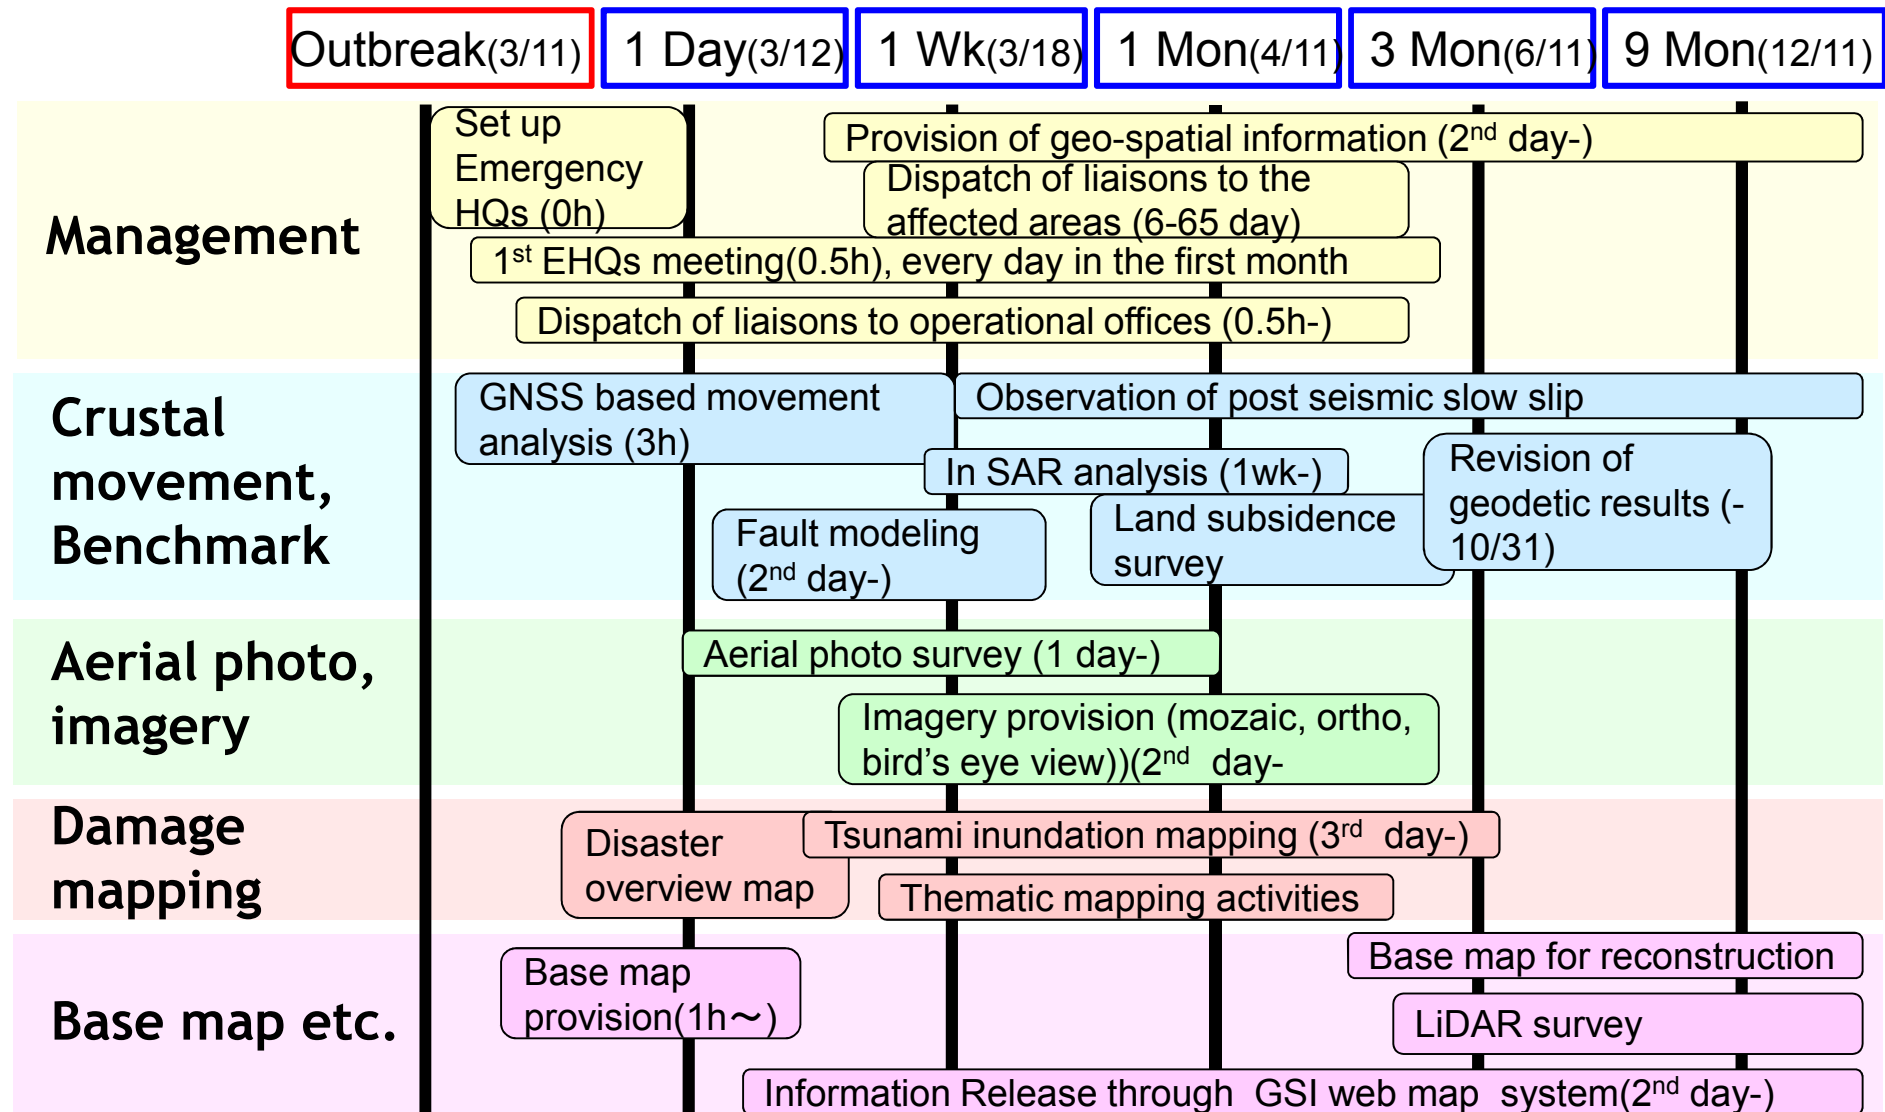 Outbreak(3/11)
1 Day(3/12)
1 Wk(3/18)
1 Mon(4/11)
3 Mon(6/11)
9 Mon(12/11)
Management
Set up
Emergency
HQs (0h)
Provision of geo-spatial information (2nd day-)
Dispatch of liaisons to the
affected areas (6-65 day)
1st EHQs meeting(0.5h), every day in the first month
Dispatch of liaisons to operational offices (0.5h-)
Crustal
movement,
Benchmark
GNSS based movement
analysis (3h)
Observation of post seismic slow slip
In SAR analysis (1wk-)
Revision of
geodetic results (-
10/31)
Fault modeling
(2nd day-)
Land subsidence
survey
Aerial photo,
imagery
Aerial photo survey (1 day-)
Imagery provision (mozaic, ortho,
bird’s eye view))(2nd day-
Damage
mapping
Disaster
overview map
Tsunami inundation mapping (3rd day-)
Thematic mapping activities
Base map etc.
Base map
provision(1h～)
Base map for reconstruction
LiDAR survey
Information Release through GSI web map system(2nd day-)